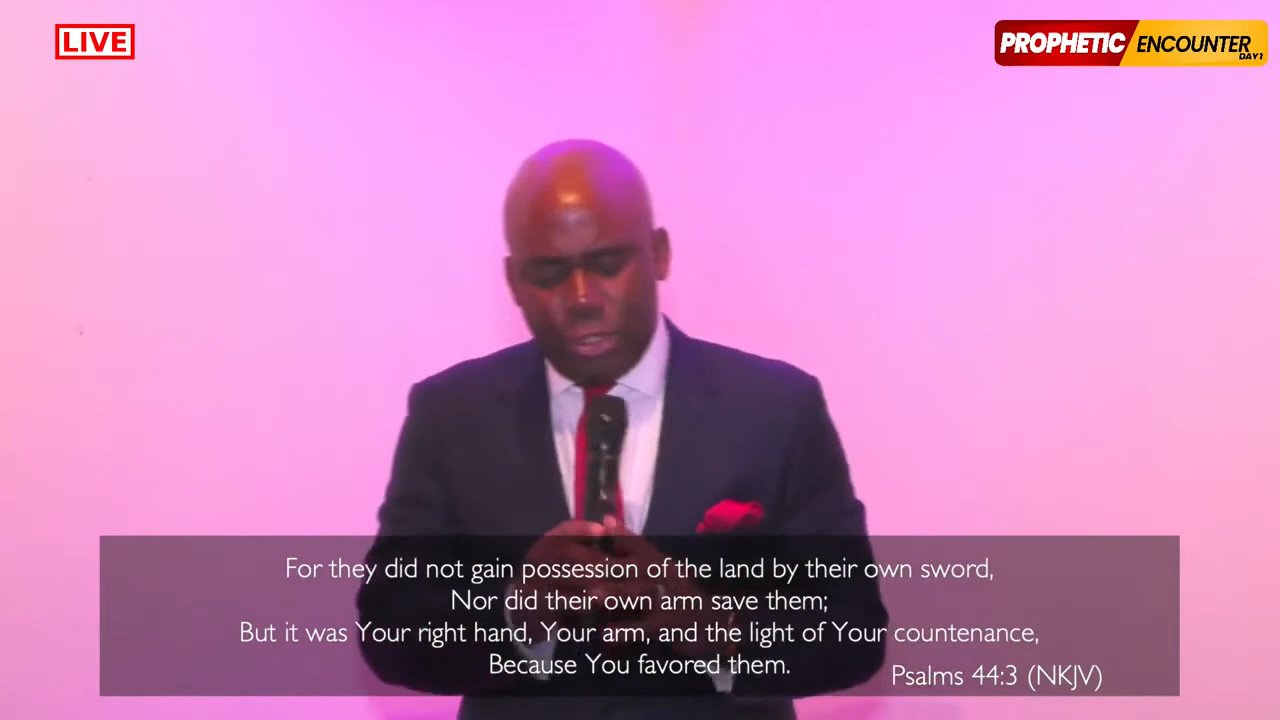 LIVE
PROPHETIC ENCOUNTER
DAY1
For they did not gain possession of the land by their own sword,
Nor did their own arm save them;
But it was Your right hand, Your arm, and the light of Your countenance,
Because You favored them.
Psalms 44:3 (NKJV)